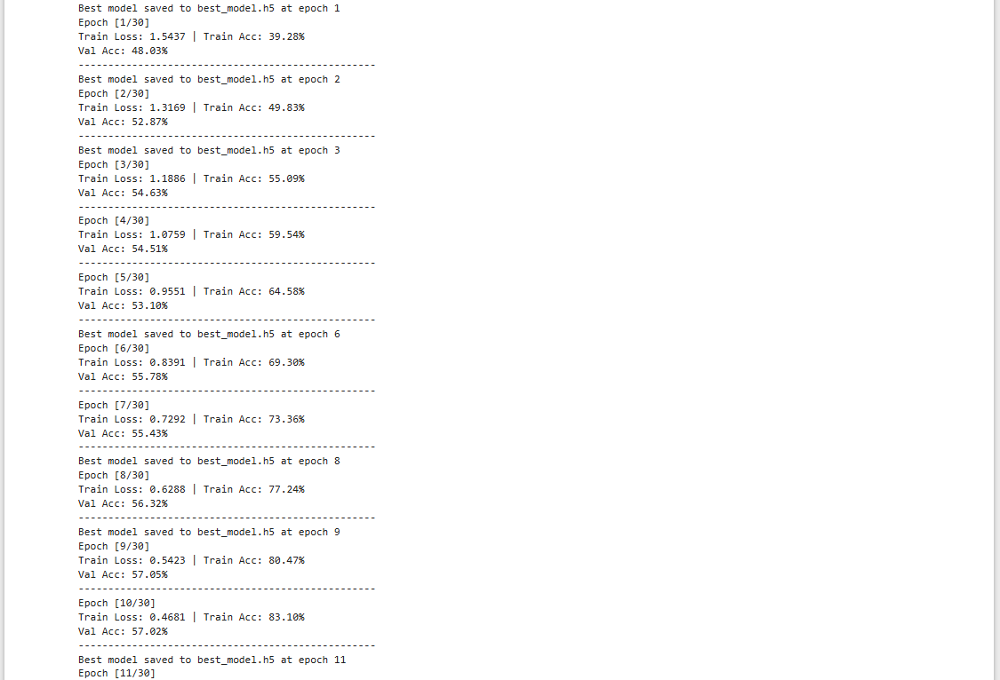 Best model saved to best_model.h5 at epoch 1
Epoch [1/30]
Train Loss: 1.5437 | Train Acc: 39.28%
Val Acc: 48.03%
--------------------------------------------------
Best model saved to best_model.h5 at epoch 2
Epoch [2/30]
Train Loss: 1.3169 | Train Acc: 49.83%
Val Acc: 52.87%
--------------------------------------------------
Best model saved to best_model.h5 at epoch 3
Epoch [3/30]
Train Loss: 1.1886 | Train Acc: 55.09%
Val Acc: 54.63%
--------------------------------------------------
Epoch [4/30]
Train Loss: 1.0759 | Train Acc: 59.54%
Val Acc: 54.51%
--------------------------------------------------
Epoch [5/30]
Train Loss: 0.9551 | Train Acc: 64.58%
Val Acc: 53.10%
--------------------------------------------------
Best model saved to best_model.h5 at epoch 6
Epoch [6/30]
Train Loss: 0.8391 | Train Acc: 69.30%
Val Acc: 55.78%
--------------------------------------------------
Epoch [7/30]
Train Loss: 0.7292 | Train Acc: 73.36%
Val Acc: 55.43%
--------------------------------------------------
Best model saved to best_model.h5 at epoch 8
Epoch [8/30]
Train Loss: 0.6288 | Train Acc: 77.24%
Val Acc: 56.32%
--------------------------------------------------
Best model saved to best_model.h5 at epoch 9
Epoch [9/30]
Train Loss: 0.5423 | Train Acc: 80.47%
Val Acc: 57.05%
--------------------------------------------------
Epoch [10/30]
Train Loss: 0.4681 | Train Acc: 83.10%
Val Acc: 57.02%
--------------------------------------------------
Best model saved to best_model.h5 at epoch 11
Epoch [11/30]